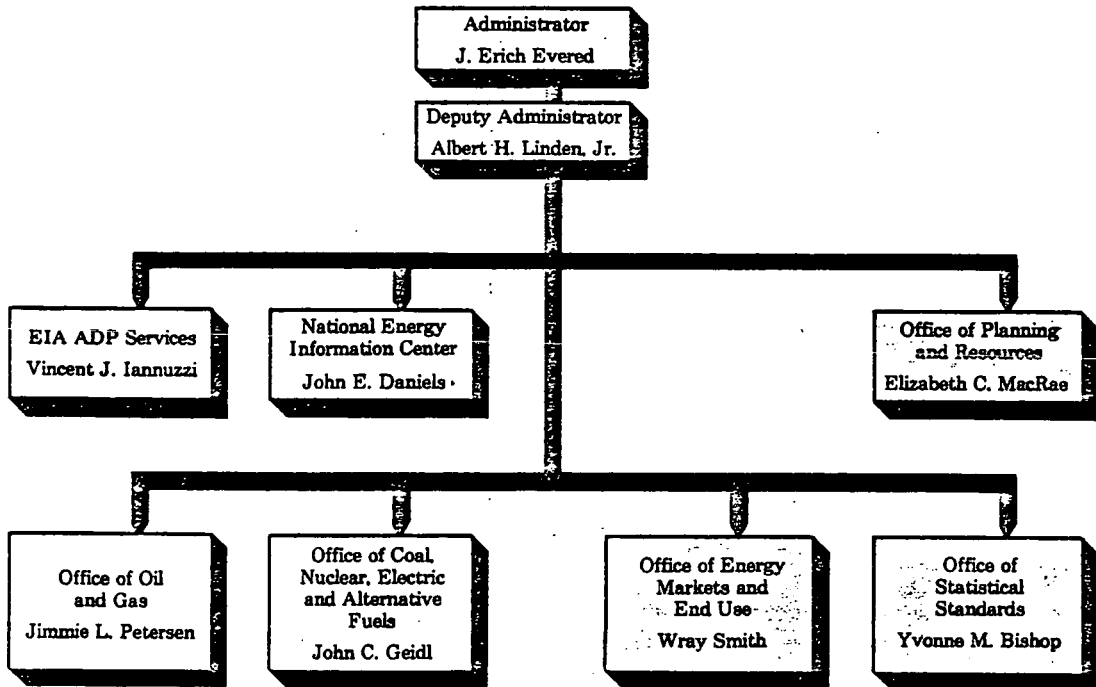 Administrator
J. Erich Evered
Deputy Administrator
Albert H. Linden, Jr.
EIA ADP Services
Vincent J. Iannuzzi
National Energy
Information Center
John E. Daniels
Office of Planning
and Resources
Elizabeth C. MacRae
Office of Oil
and Gas
Jimmie L. Petersen
Office of Coal,
Nuclear, Electric
and Alternative
Fuels
John C. Geidl
Office of Energy
Markets and
End Use
Wray Smith
Office of
Statistical
Standards
Yvonne M. Bishop